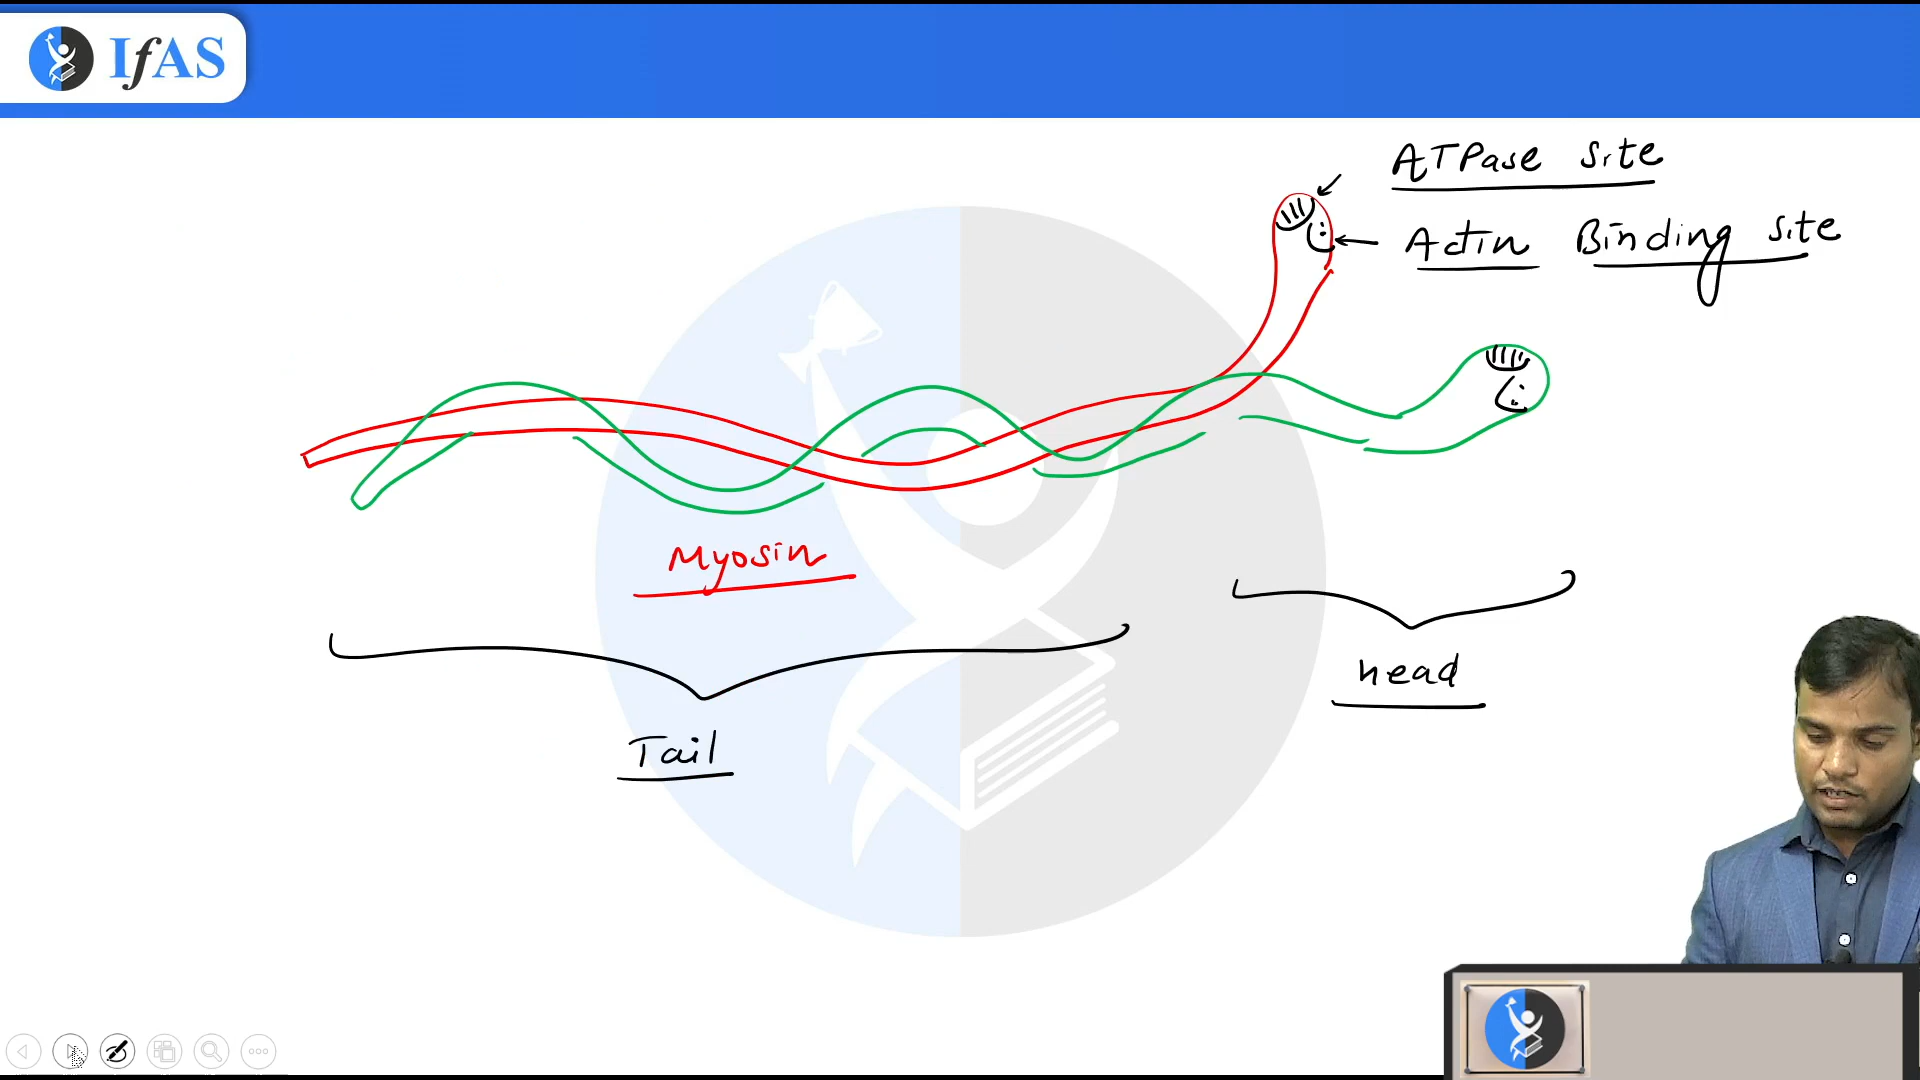 IfAS
ATPase site
Actin Binding site
Myosin
head
Tail